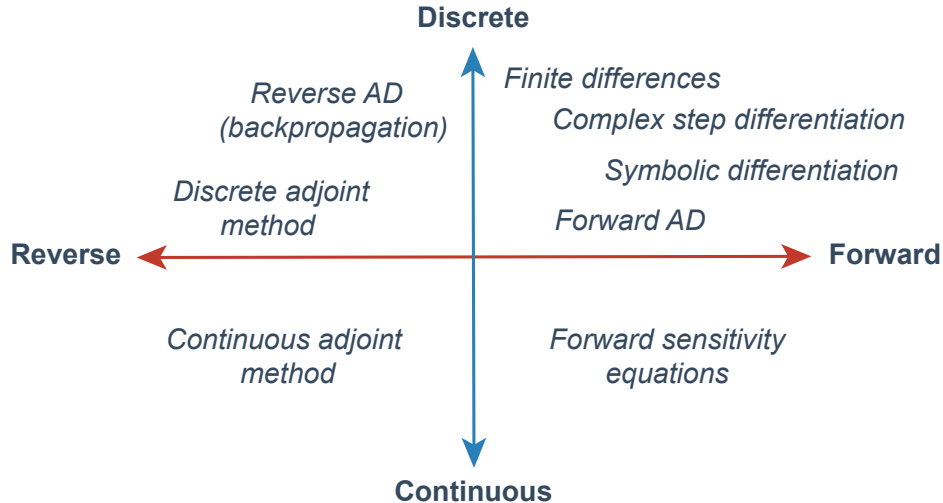 Discrete
Finite differences
Reverse AD
(backpropagation)
Complex step differentiation
Symbolic differentiation
Discrete adjoint
method
Forward AD
Reverse
Forward
Continuous adjoint
method
Forward sensitivity
equations
Continuous